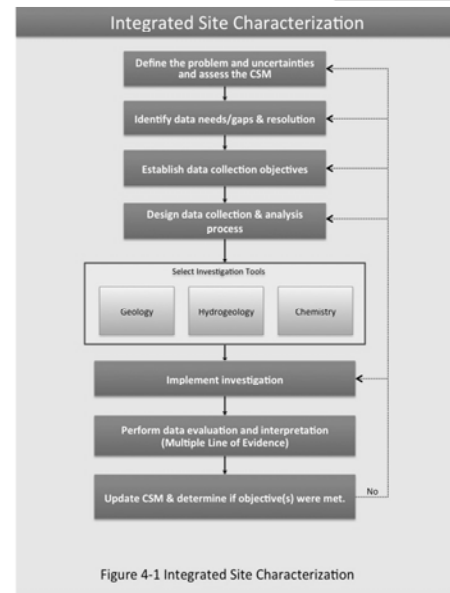 Integrated Site Characterization
Define the problem and uncertainties
and assess the CSM
Identify data needs/gaps & resolution
Establish data collection objectives
Design data collection & analysis
process
Select Investigation Tools
Geology
Hydrogeology
Chemistry
Implement investigation
Perform data evaluation and interpretation
(Multiple Line of Evidence)
Update CSM & determine if objective(s) were met.
No
Figure 4-1 Integrated Site Characterization